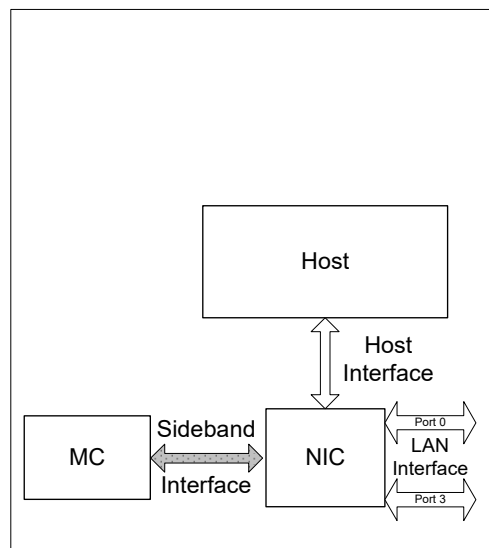 Host
Host
Interface
Sideband
Interface
MC
NIC
Port 0
LAN
Interface
Port 3